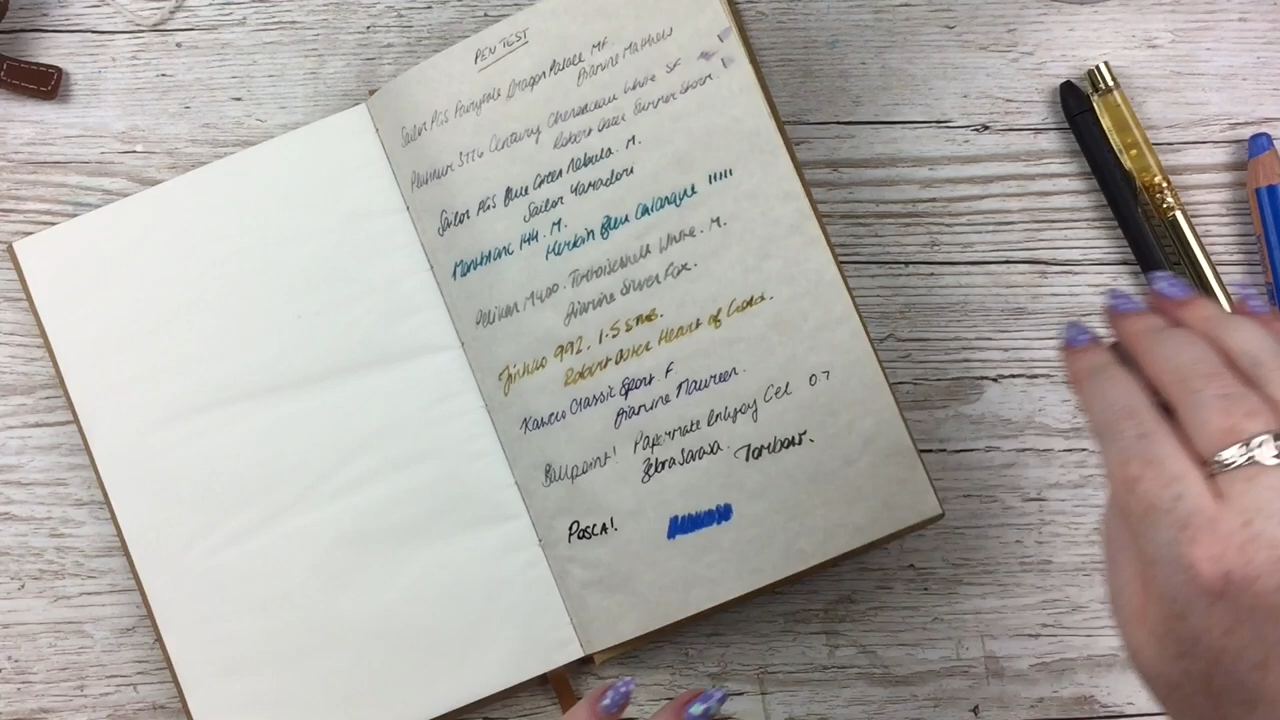 PEN TEST
Sailor PGS Fairytale Dragon Palace MF.
Diamine Matthew
Platinum 3776 Century Chenonceau White SF
Robert Oster Summer Storm.
Sailor PGS Blue Green Nebula. M.
Sailor Yamadori
Montblanc 144. M.
Herbin Bleu Calanque
Pelikan M400. Tortoiseshell White. M.
Diamine Silver Fox.
Jinhao 992. 1.5 STUB.
Robert Oster Heart of Gold.
Kaweco Classic Sport. F.
Diamine Maureen.
Ballpoint! Papermate Inkjoy Gel 0.7
Zebra Sarasa. Tombow.
POSCA!